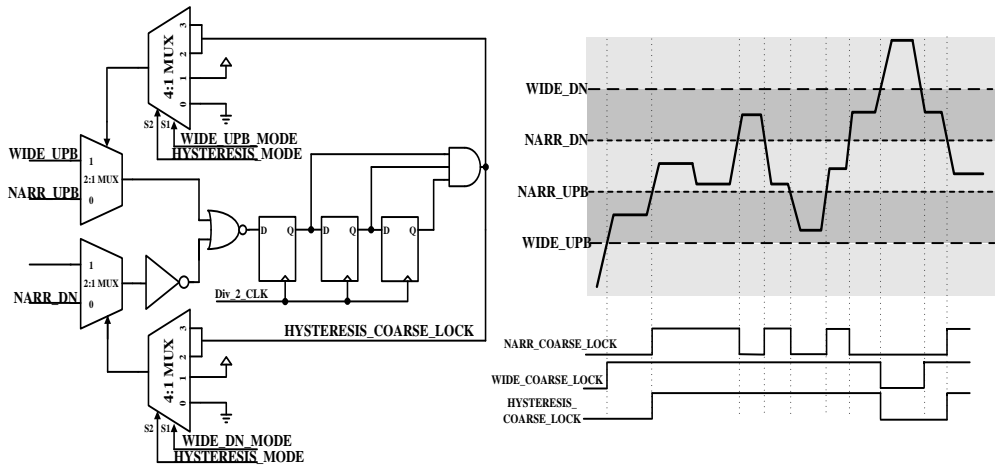 3
2
4:1 MUX
1
0
S2 S1
WIDE_UPB_MODE
HYSTERESIS_MODE
WIDE_UPB
1
2:1 MUX
NARR_UPB
0
D Q
D Q
D Q
Div_2_CLK
1
2:1 MUX
NARR_DN
0
HYSTERESIS_COARSE_LOCK
3
2
4:1 MUX
1
0
S2 S1
WIDE_DN_MODE
HYSTERESIS_MODE
WIDE_DN
NARR_DN
NARR_UPB
WIDE_UPB
NARR_COARSE_LOCK
WIDE_COARSE_LOCK
HYSTERESIS_
COARSE_LOCK